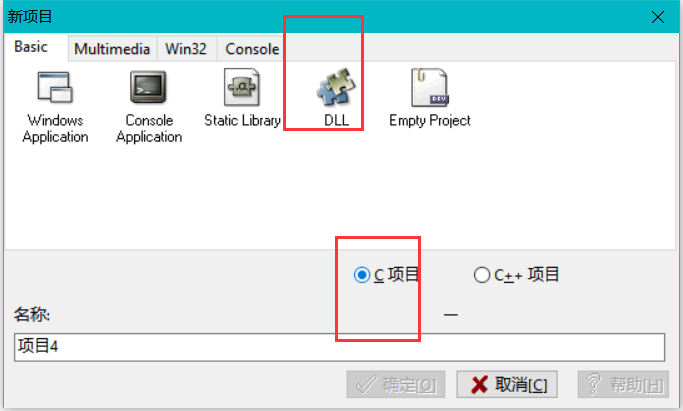 新项目
Basic Multimedia Win32 Console
Windows Application
Console Application
Static Library
DLL
Empty Project
C 项目 C++ 项目
名称:
项目4
确定[O] 取消[C] 帮助[H]